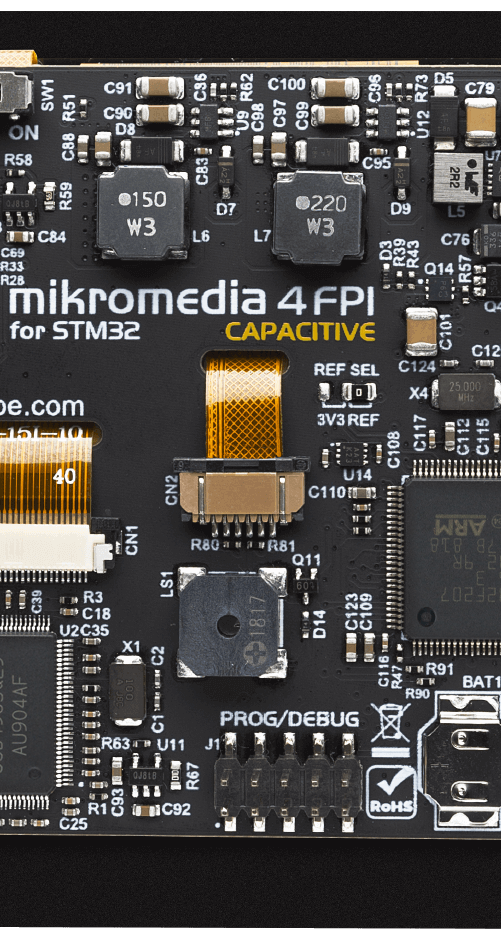 C91
C86
R62
C100
C96
R73
D5
C79
SW1
R51
C90
U9
C98
C97
C99
U12
ON
C88
D8
C83
C95
R58
R59
D7
D9
2R2
L5
150
W3
220
W3
C84
L6
L7
C76
C69
R33
R28
D3
R39
R43
Q14
R57
mikromedia 4 FPI
for STM32
CAPACITIVE
C101
REF SEL
C124
X4
25.000
MHz
0
3V3 REF
C117
C112
C115
C108
40
CN2
U14
C110
CN1
R80
R81
ARM
LS1
Q11
1817
D14
C39
R3
C18
U2
C35
C123
C109
C116
R47
R91
R90
X1
C2
C1
AU904AF
BAT1
PROG/DEBUG
J1
R63
U11
R67
R1
C93
C92
C25
RoHS